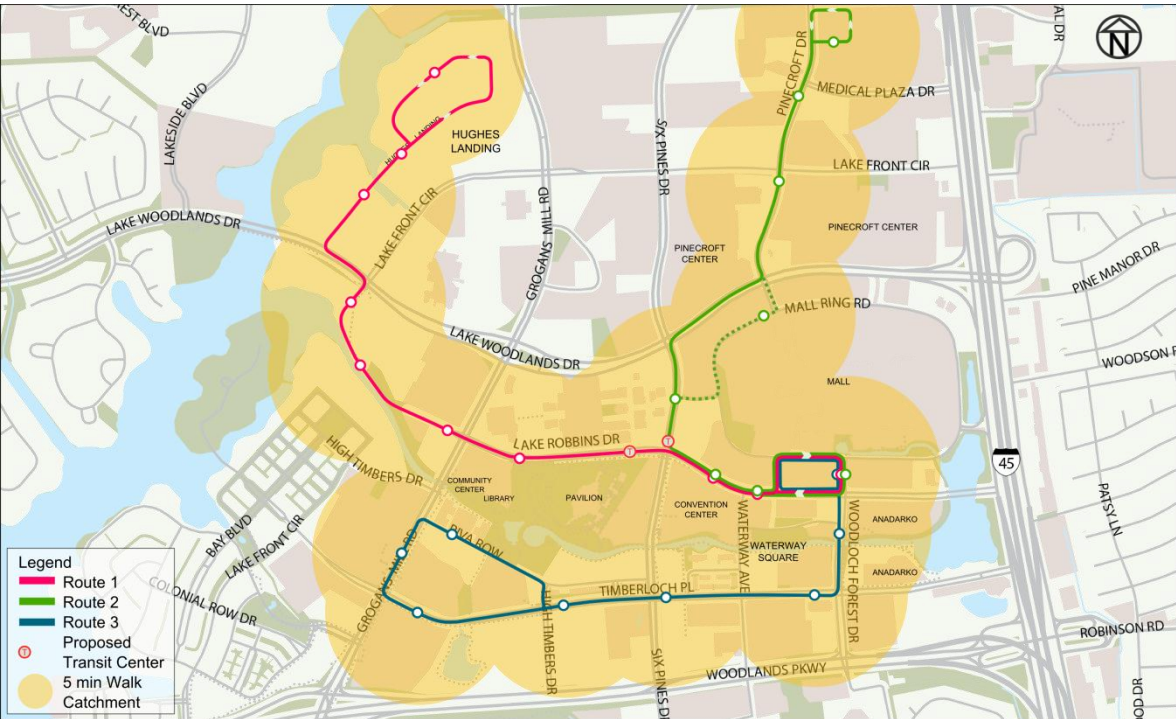 EST BLVD
N
AL DR
PINECROFT DR
MEDICAL PLAZA DR
LAKESIDE BLVD
HUGHES
LANDING
SIX PINES DR
LAKE FRONT CIR
LAKE WOODLANDS DR
LAKE FRONT CIR
GROGANS MILL RD
PINECROFT CENTER
PINECROFT
CENTER
PINE MANOR DR
MALL RING RD
LAKE WOODLANDS DR
WOODSON R
MALL
HIGH TIMBERS DR
LAKE ROBBINS DR
T
T
45
COMMUNITY
CENTER
LIBRARY
PAVILION
CONVENTION
CENTER
WATERWAY AVE
WATERWAY
SQUARE
WOODLOCH FOREST DR
ANADARKO
ANADARKO
PATSY LN
BAY BLVD
LAKE FRONT CIR
COLONIAL ROW DR
GROGANS MILL RD
RIVA ROW
HIGH TIMBERS DR
TIMBERLOCH PL
SIX PINES DR
WOODLANDS PKWY
ROBINSON RD
OOD DR
Legend
Route 1
Route 2
Route 3
T
Proposed
Transit Center
5 min Walk
Catchment